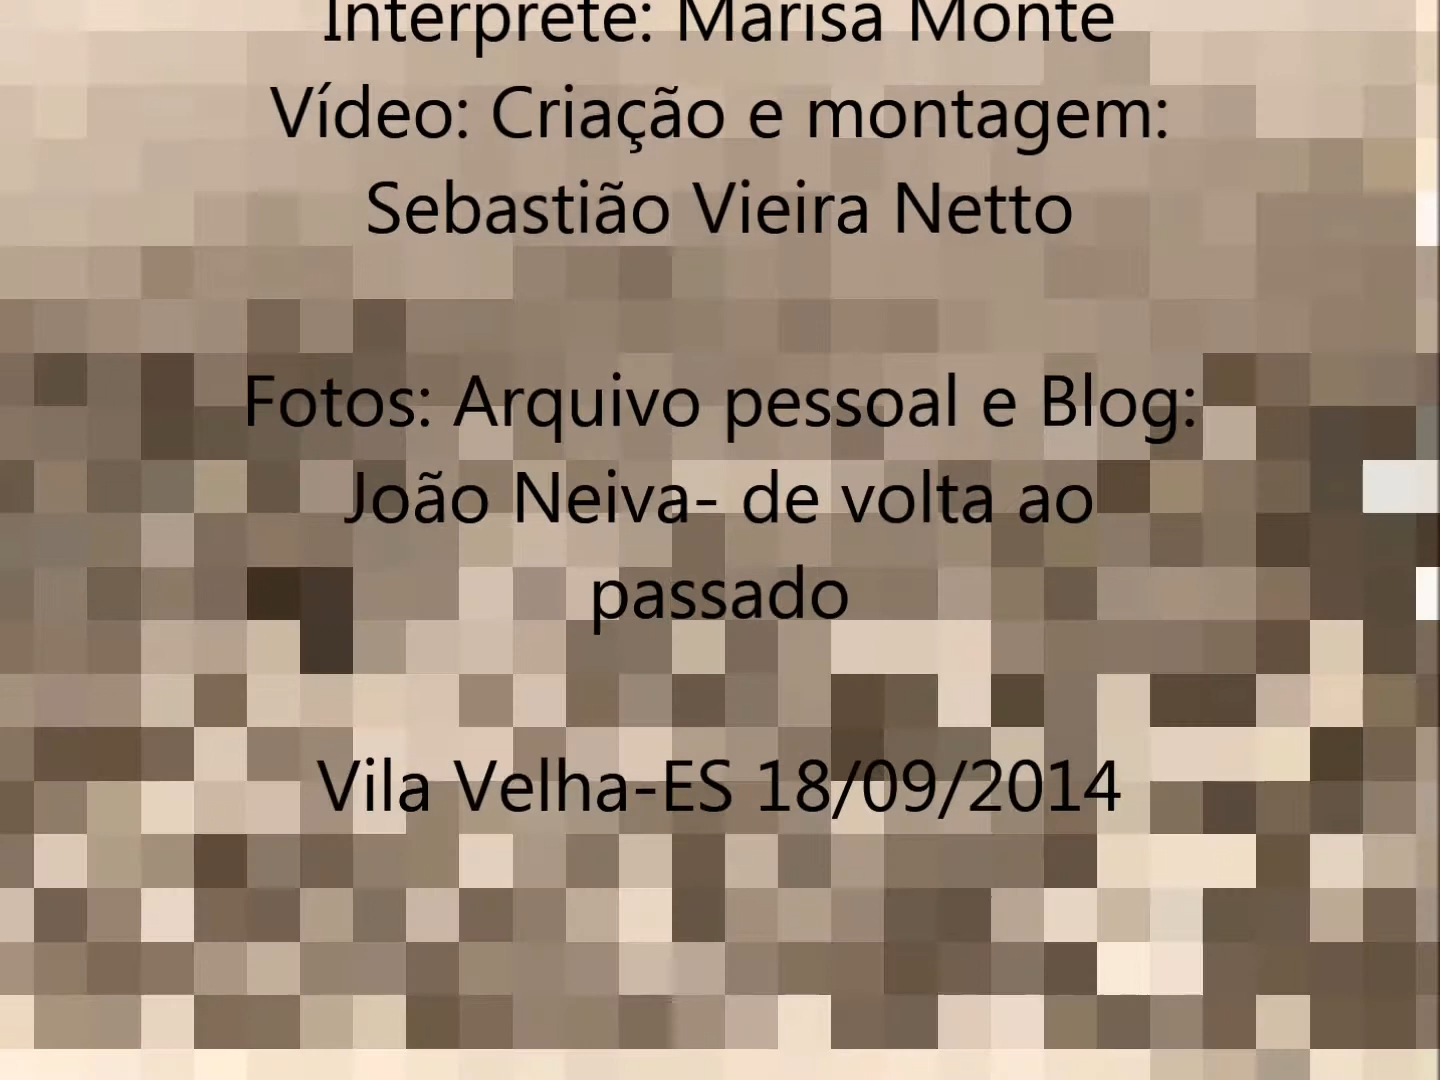 Intérprete: Marisa Monte
Vídeo: Criação e montagem:
Sebastião Vieira Netto
Fotos: Arquivo pessoal e Blog:
João Neiva- de volta ao
passado
Vila Velha-ES 18/09/2014